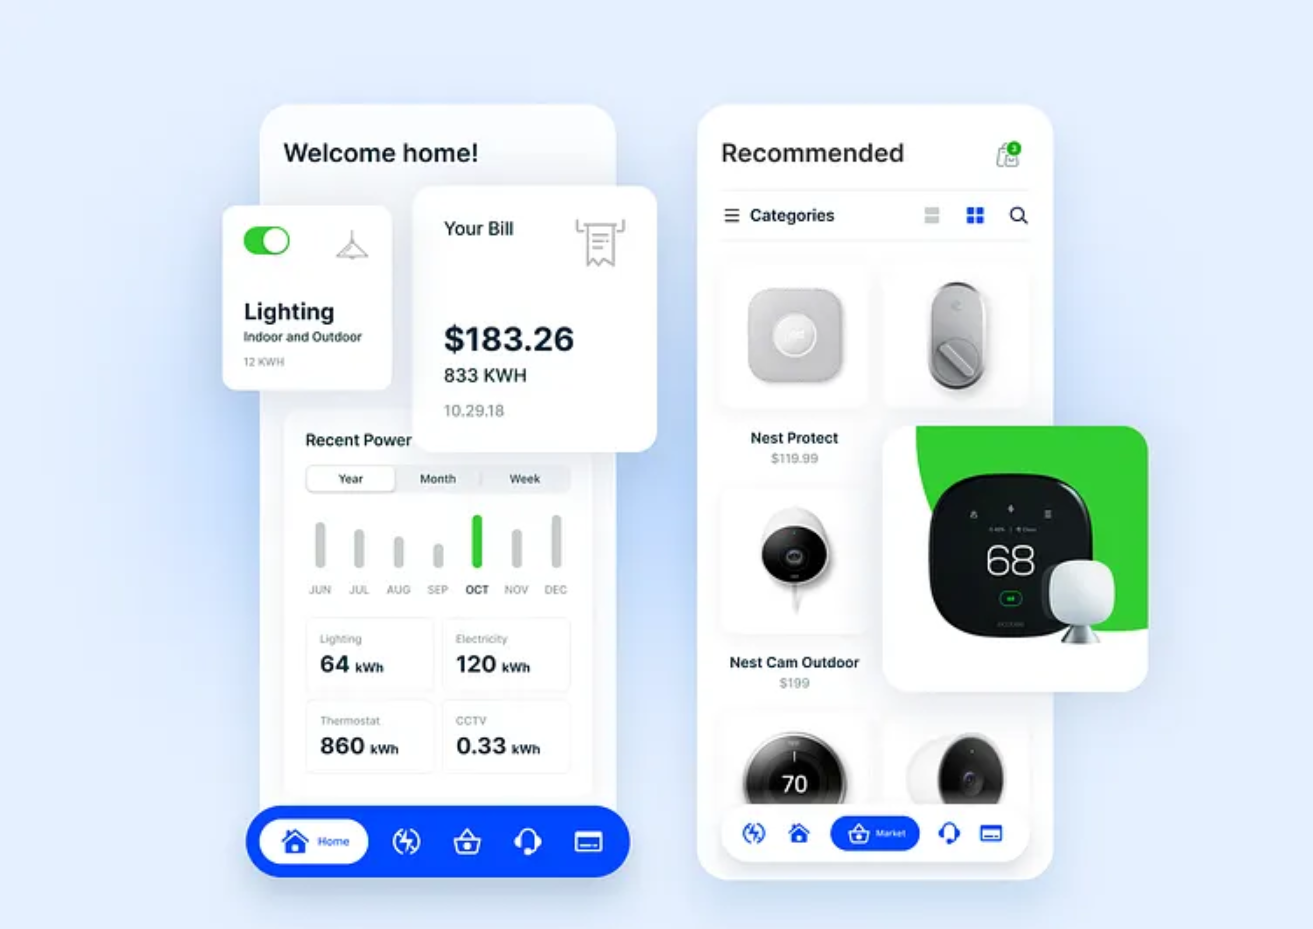 Welcome home!
Lighting
Indoor and Outdoor
12 KWH
Your Bill
$183.26
833 KWH
10.29.18
Recent Power
Year
Month
Week
JUN JUL AUG SEP OCT NOV DEC
Lighting
64 kWh
Electricity
120 kWh
Thermostat
860 kWh
CCTV
0.33 kWh
Home
Recommended
3
Categories
Nest Protect
$119.99
68
Nest Cam Outdoor
$199
70
Market